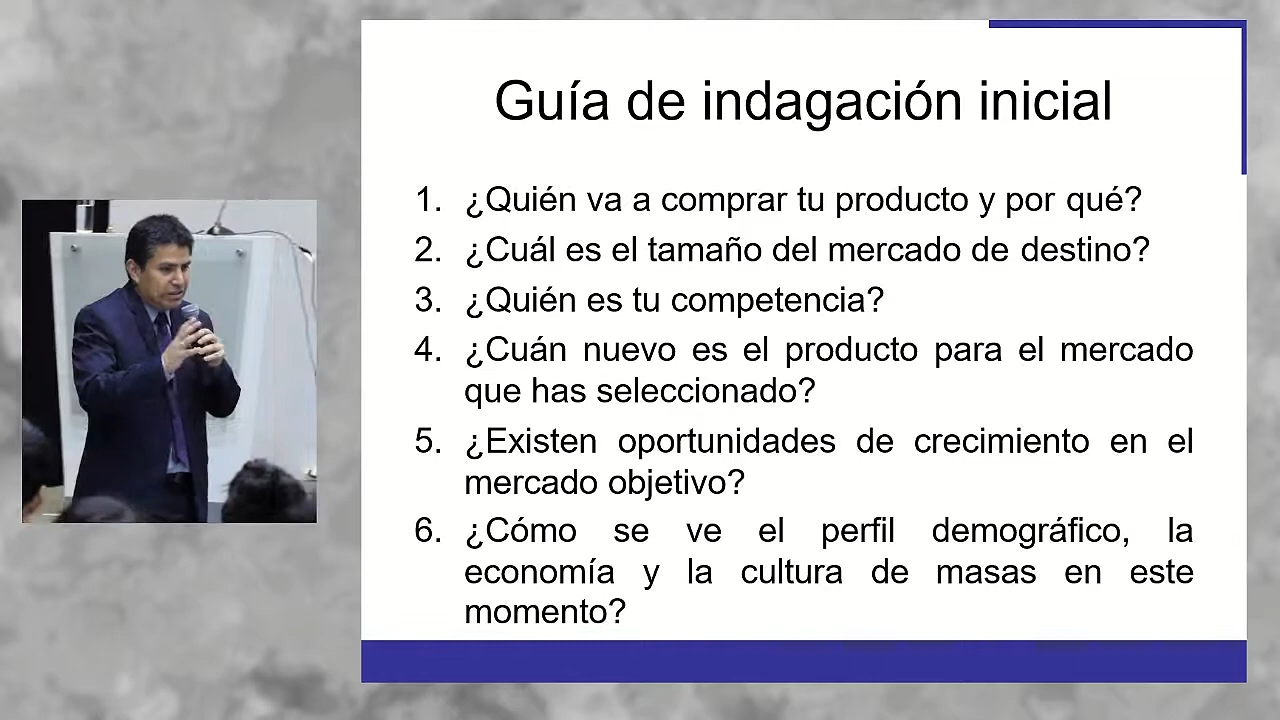 Guía de indagación inicial
1. ¿Quién va a comprar tu producto y por qué?
2. ¿Cuál es el tamaño del mercado de destino?
3. ¿Quién es tu competencia?
4. ¿Cuán nuevo es el producto para el mercado
que has seleccionado?
5. ¿Existen oportunidades de crecimiento en el
mercado objetivo?
6. ¿Cómo se ve el perfil demográfico, la
economía y la cultura de masas en este
momento?